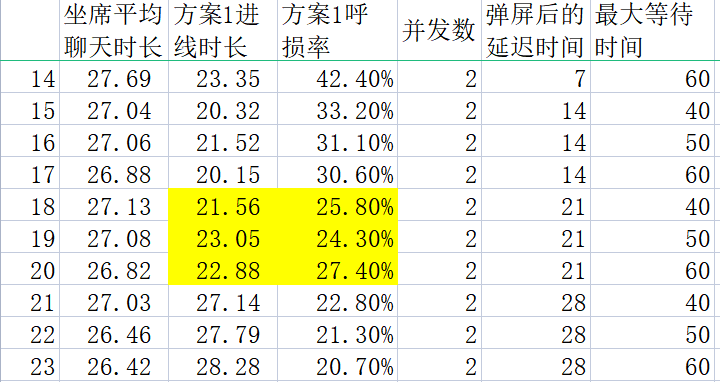 坐席平均聊天时长 方案1进线时长 方案1呼损率 并发数 弹屏后的延迟时间 最大等待时间
14 27.69 23.35 42.40% 2 7 60
15 27.04 20.32 33.20% 2 14 40
16 27.06 21.52 31.10% 2 14 50
17 26.88 20.15 30.60% 2 14 60
18 27.13 21.56 25.80% 2 21 40
19 27.08 23.05 24.30% 2 21 50
20 26.82 22.88 27.40% 2 21 60
21 27.03 27.14 22.80% 2 28 40
22 26.46 27.79 21.30% 2 28 50
23 26.42 28.28 20.70% 2 28 60